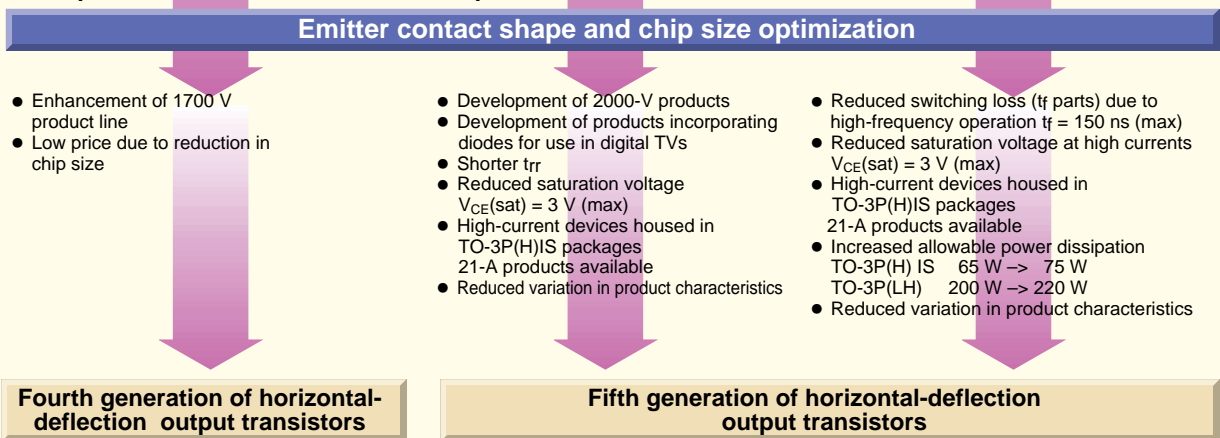 Emitter contact shape and chip size optimization
● Enhancement of 1700 V
product line
● Low price due to reduction in
chip size
● Development of 2000-V products
● Development of products incorporating
diodes for use in digital TVs
● Shorter trr
● Reduced saturation voltage
VCE(sat) = 3 V (max)
● High-current devices housed in
TO-3P(H)IS packages
21-A products available
● Reduced variation in product characteristics
● Reduced switching loss (tf parts) due to
high-frequency operation tf = 150 ns (max)
● Reduced saturation voltage at high currents
VCE(sat) = 3 V (max)
● High-current devices housed in
TO-3P(H)IS packages
21-A products available
● Increased allowable power dissipation
TO-3P(H) IS 65 W –> 75 W
TO-3P(LH) 200 W –> 220 W
● Reduced variation in product characteristics
Fourth generation of horizontal-
deflection output transistors
Fifth generation of horizontal-deflection
output transistors